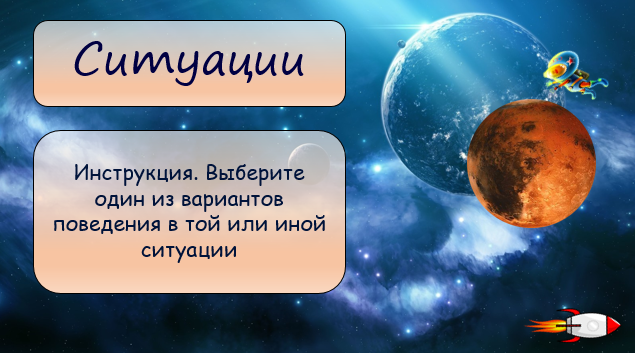 Ситуации
Инструкция. Выберите
один из вариантов
поведения в той или иной
ситуации